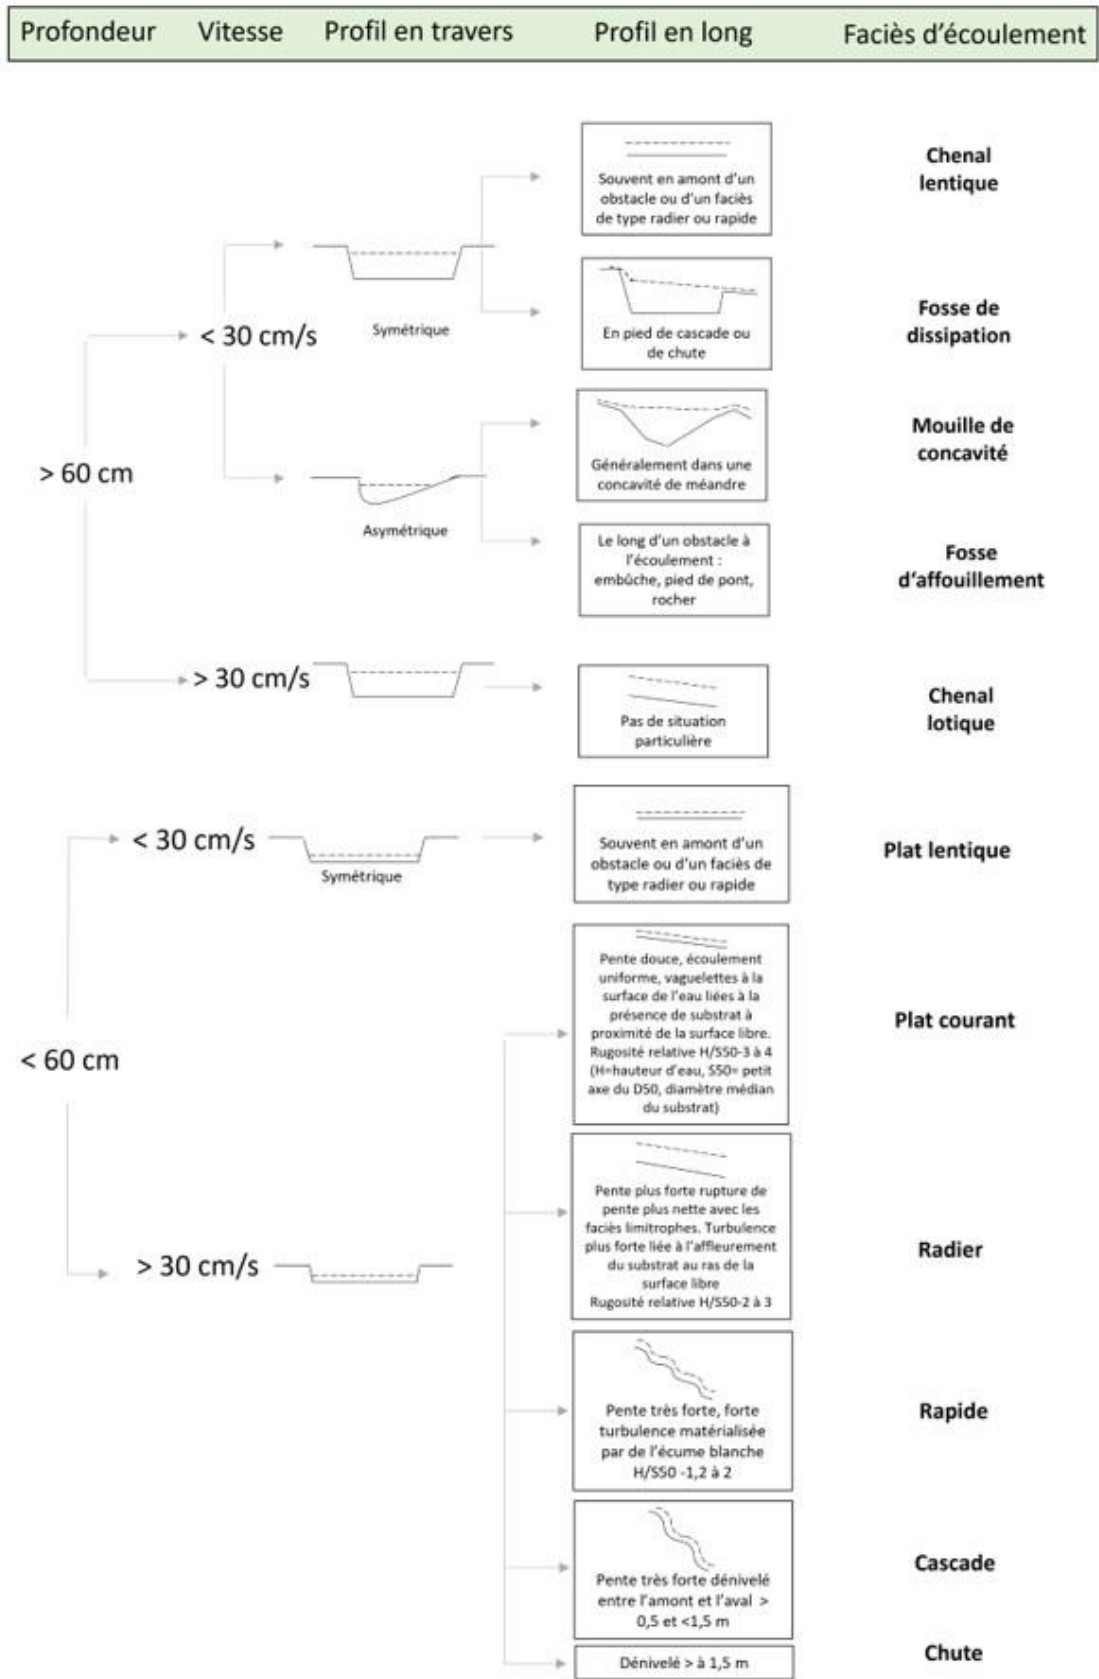 Profondeur Vitesse Profil en travers Profil en long Faciès d'écoulement
Souvent en amont d'un
obstacle ou d'un faciès
de type radier ou rapide
Chenal
lentique
> 60 cm
< 30 cm/s
Symétrique
En pied de cascade ou
de chute
Fosse de
dissipation
Asymétrique
Généralement dans une
concavité de méandre
Mouille de
concavité
Le long d'un obstacle à
l'écoulement :
embûche, pied de pont,
rocher
Fosse
d'affouillement
> 30 cm/s
Pas de situation
particulière
Chenal
lotique
< 60 cm
< 30 cm/s
Symétrique
Souvent en amont d'un
obstacle ou d'un faciès de
type radier ou rapide
Plat lentique
> 30 cm/s
Pente douce, écoulement
uniforme, vaguelettes à la
surface de l'eau liées à la
présence de substrat à
proximité de la surface libre.
Rugosité relative H/S50-3 à 4
(H=hauteur d'eau, S50= petit
axe du D50, diamètre médian
du substrat)
Plat courant
Pente plus forte rupture de
pente plus nette avec les
faciès limitrophes. Turbulence
plus forte liée à l'affleurement
du substrat au ras de la
surface libre
Rugosité relative H/S50-2 à 3
Radier
Pente très forte, forte
turbulence matérialisée
par de l'écume blanche
H/S50 -1,2 à 2
Rapide
Pente très forte dénivelé
entre l'amont et l'aval >
0,5 et <1,5 m
Cascade
Dénivelé > à 1,5 m
Chute